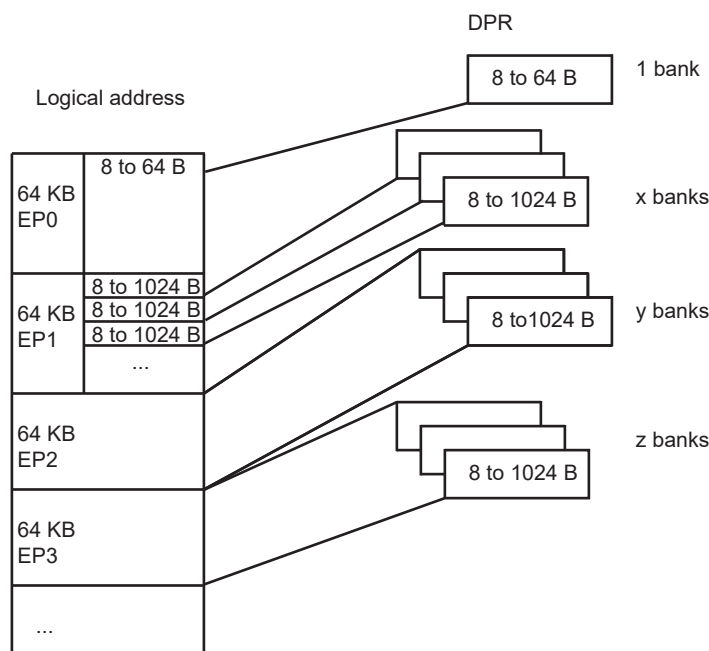 DPR
8 to 64 B
1 bank
Logical address
8 to 64 B
64 KB
EP0
8 to 1024 B
x banks
8 to 1024 B
8 to 1024 B
8 to 1024 B
...
64 KB
EP1
8 to1024 B
y banks
64 KB
EP2
8 to 1024 B
z banks
64 KB
EP3
...